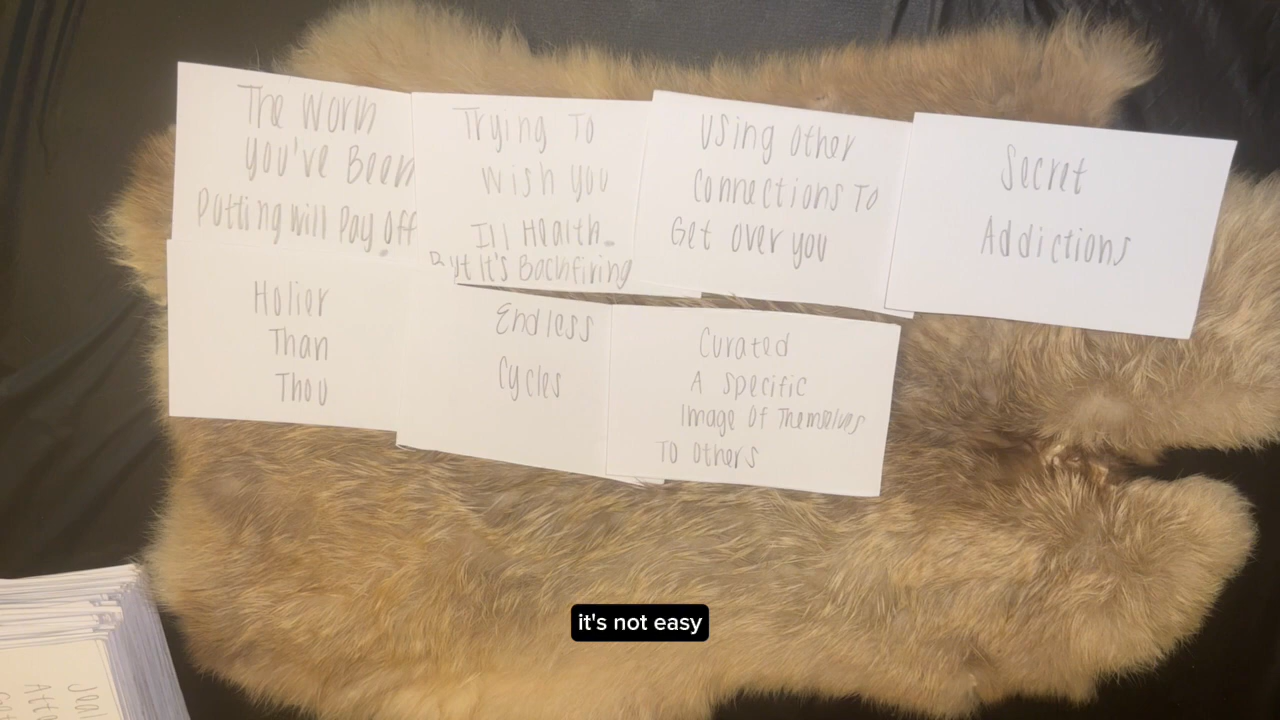 The Worh
you've Been
Putting will Pay off.
Trying To
Wish you
Ill Health.
But It's Backfiring
Using Other
Connections To
Get over you
Secret
Addictions
Holier
Than
Thou
Endless
Cycles
Curated
A Specific
Image Of Themselves
To Others
it's not easy